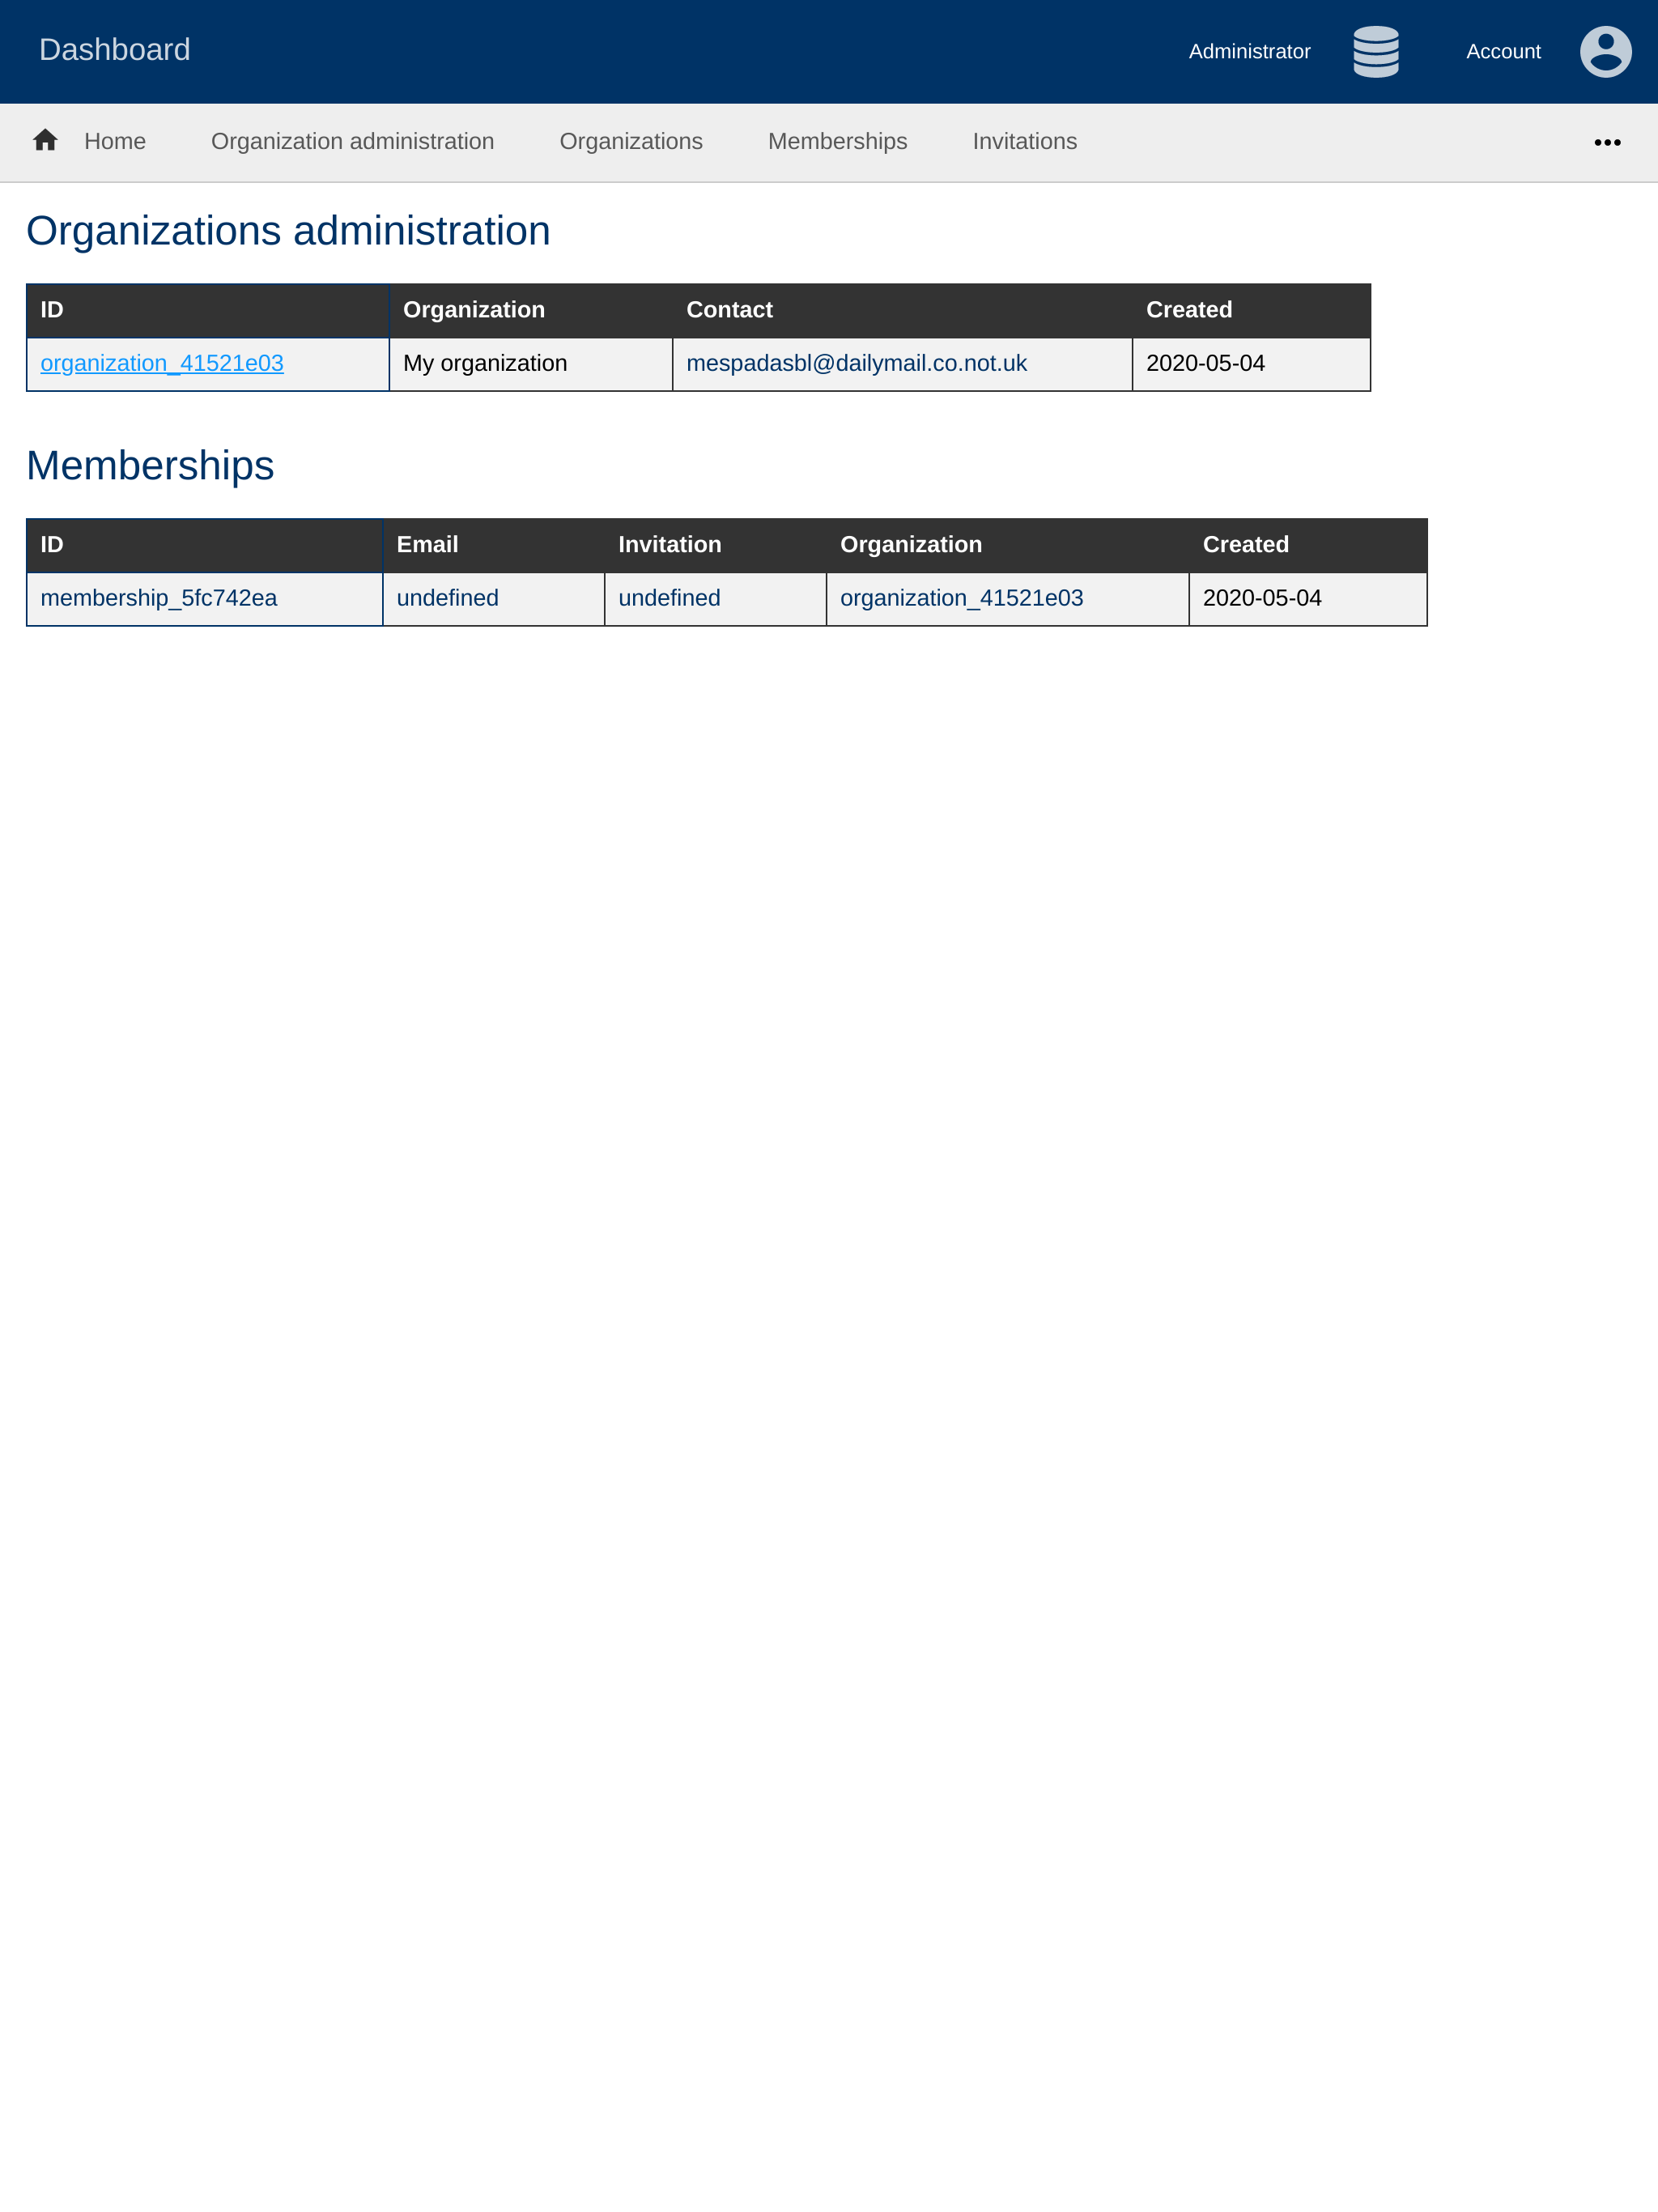 Dashboard
Administrator
Account
Home
Organization administration
Organizations
Memberships
Invitations
Organizations administration
ID Organization Contact Created
organization_41521e03 My organization mespadasbl@dailymail.co.not.uk 2020-05-04
Memberships
ID Email Invitation Organization Created
membership_5fc742ea undefined undefined organization_41521e03 2020-05-04